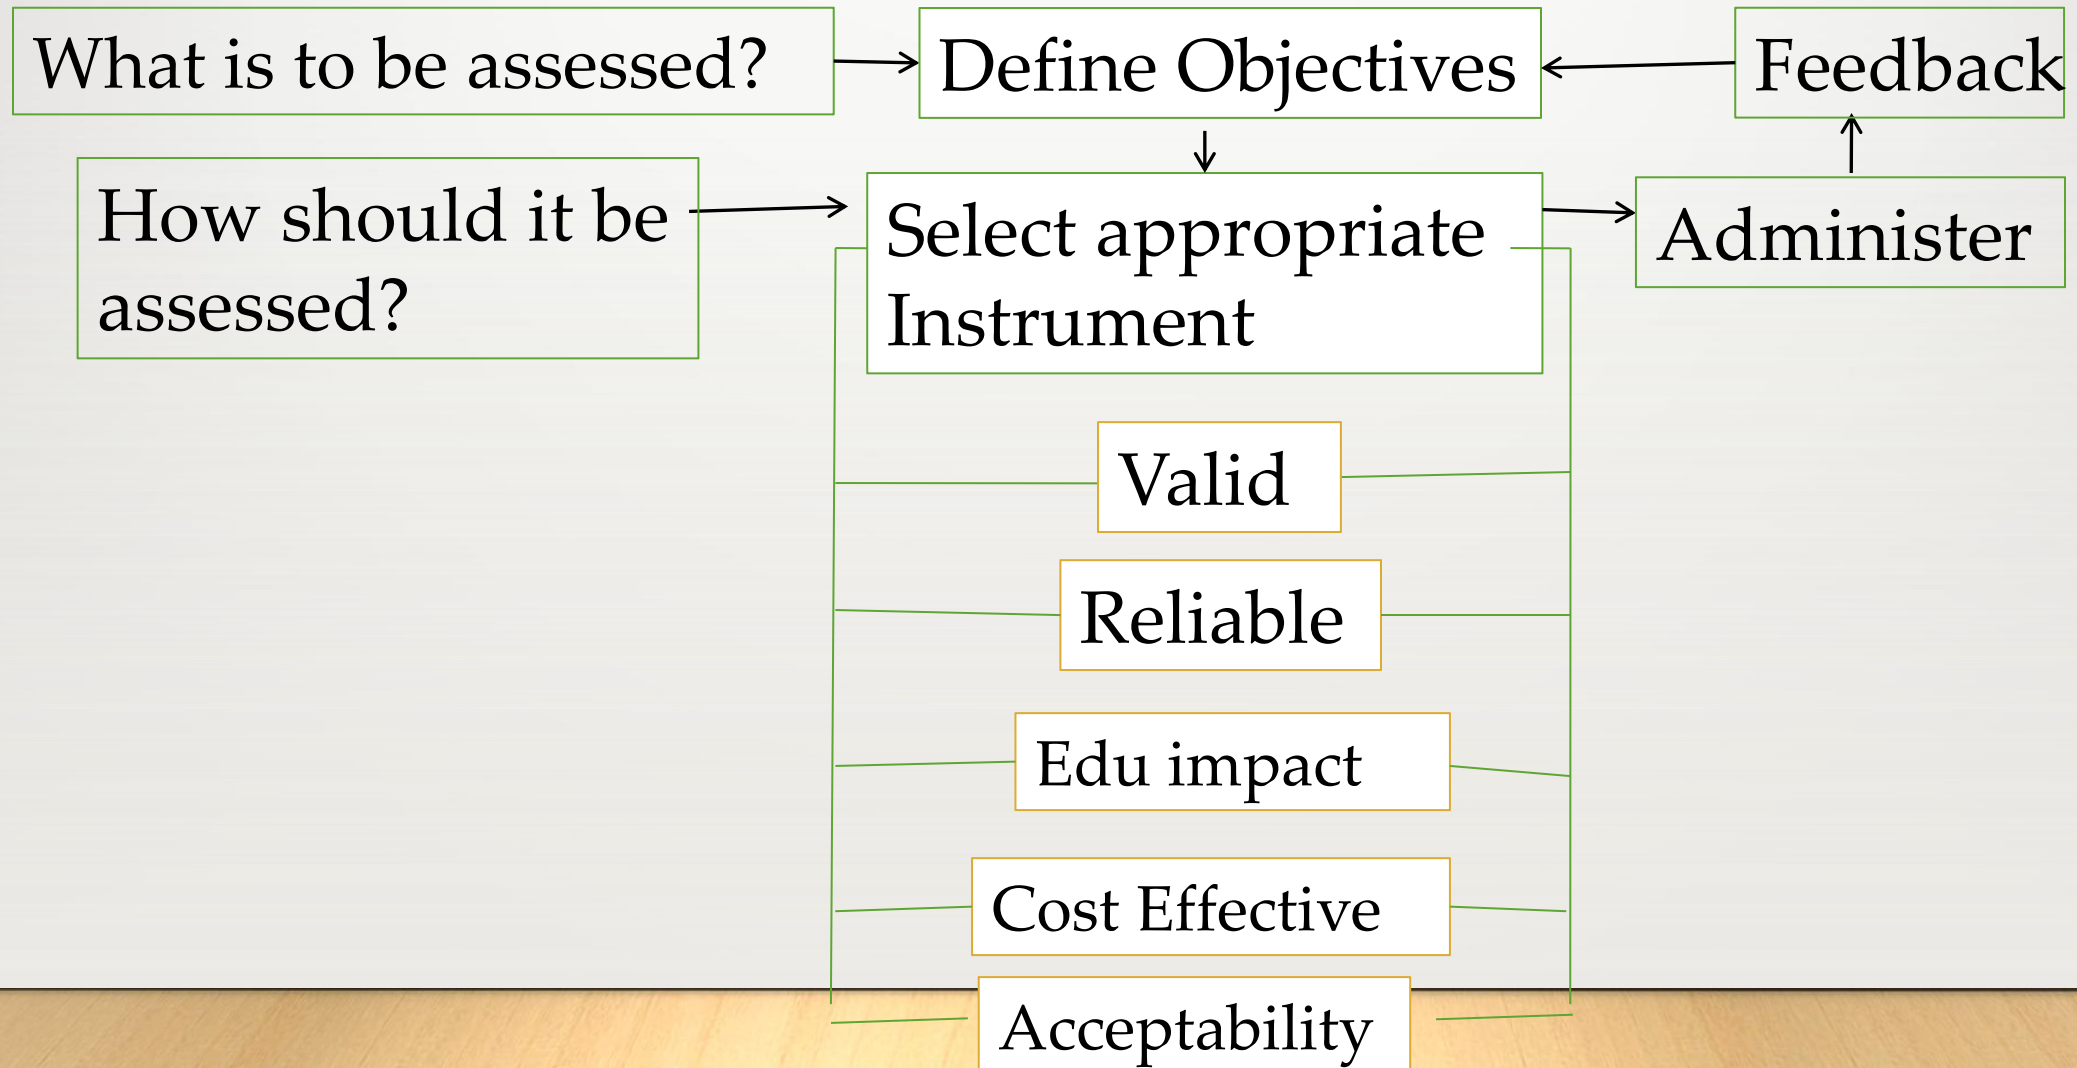 What is to be assessed?
Define Objectives
Feedback
How should it be
assessed?
Select appropriate
Instrument
Administer
Valid
Reliable
Edu impact
Cost Effective
Acceptability